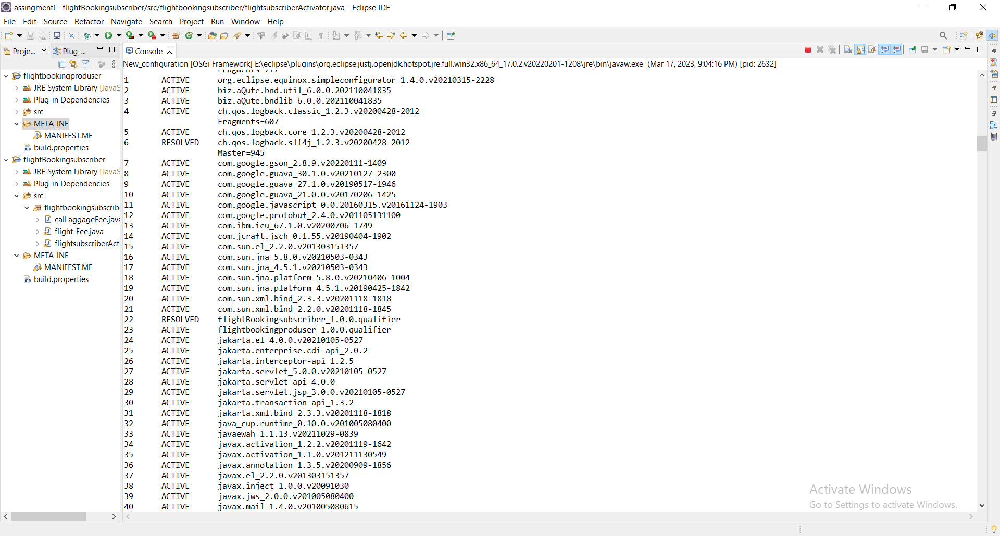 assingment! - flightBookingsubscriber/src/flightbookingsubscriber/flightsubscriberActivator.java - Eclipse IDE
File Edit Source Refactor Navigate Search Project Run Window Help
Proje... Plug-...
flightbookingproduser
JRE System Library [JavaS
Plug-in Dependencies
src
META-INF
MANIFEST.MF
build.properties
flightBookingsubscriber
JRE System Library [JavaS
Plug-in Dependencies
src
flightbookingsubscrib
calLaggageFee.java
flight_Fee.java
flightsubscriberAct
META-INF
MANIFEST.MF
build.properties
Console
New_configuration [OSGi Framework] E:\eclipse\plugins\org.eclipse.justj.openjdk.hotspot.jre.full.win32.x86_64_17.0.2.v20220201-1208\jre\bin\javaw.exe (Mar 17, 2023, 9:04:16 PM) [pid: 2632]
Fragments=717
1 ACTIVE org.eclipse.equinox.simpleconfigurator_1.4.0.v20210315-2228
2 ACTIVE biz.aQute.bnd.util_6.0.0.202110041835
3 ACTIVE biz.aQute.bndlib_6.0.0.202110041835
4 ACTIVE ch.qos.logback.classic_1.2.3.v20200428-2012
Fragments=607
5 ACTIVE ch.qos.logback.core_1.2.3.v20200428-2012
6 RESOLVED ch.qos.logback.slf4j_1.2.3.v20200428-2012
Master=945
7 ACTIVE com.google.gson_2.8.9.v20220111-1409
8 ACTIVE com.google.guava_30.1.0.v20210127-2300
9 ACTIVE com.google.guava_27.1.0.v20190517-1946
10 ACTIVE com.google.guava_21.0.0.v20170206-1425
11 ACTIVE com.google.javascript_0.0.20160315.v20161124-1903
12 ACTIVE com.google.protobuf_2.4.0.v201105131100
13 ACTIVE com.ibm.icu_67.1.0.v20200706-1749
14 ACTIVE com.jcraft.jsch_0.1.55.v20190404-1902
15 ACTIVE com.sun.el_2.2.0.v201303151357
16 ACTIVE com.sun.jna_5.8.0.v20210503-0343
17 ACTIVE com.sun.jna_4.5.1.v20210503-0343
18 ACTIVE com.sun.jna.platform_5.8.0.v20210406-1004
19 ACTIVE com.sun.jna.platform_4.5.1.v20190425-1842
20 ACTIVE com.sun.xml.bind_2.3.3.v20201118-1818
21 ACTIVE com.sun.xml.bind_2.2.0.v20201118-1845
22 RESOLVED flightBookingsubscriber_1.0.0.qualifier
23 ACTIVE flightbookingproduser_1.0.0.qualifier
24 ACTIVE jakarta.el_4.0.0.v20210105-0527
25 ACTIVE jakarta.enterprise.cdi-api_2.0.2
26 ACTIVE jakarta.interceptor-api_1.2.5
27 ACTIVE jakarta.servlet_5.0.0.v20210105-0527
28 ACTIVE jakarta.servlet-api_4.0.0
29 ACTIVE jakarta.servlet.jsp_3.0.0.v20210105-0527
30 ACTIVE jakarta.transaction-api_1.3.2
31 ACTIVE jakarta.xml.bind_2.3.3.v20201118-1818
32 ACTIVE java_cup.runtime_0.10.0.v201005080400
33 ACTIVE javaewah_1.1.13.v20211029-0839
34 ACTIVE javax.activation_1.2.2.v20201119-1642
35 ACTIVE javax.activation_1.1.0.v201211130549
36 ACTIVE javax.annotation_1.3.5.v20200909-1856
37 ACTIVE javax.el_2.2.0.v201303151357
38 ACTIVE javax.inject_1.0.0.v20091030
39 ACTIVE javax.jws_2.0.0.v201005080400
40 ACTIVE javax.mail_1.4.0.v201005080615
Activate Windows
Go to Settings to activate Windows.